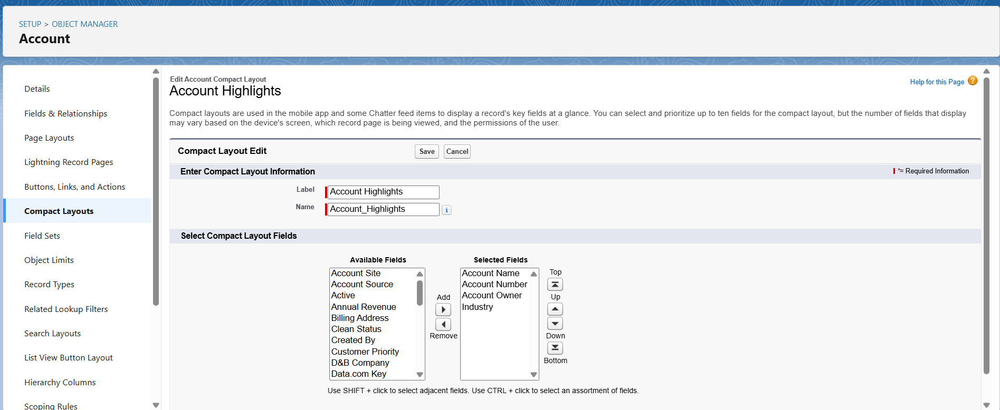 SETUP > OBJECT MANAGER
Account
Details
Fields & Relationships
Page Layouts
Lightning Record Pages
Buttons, Links, and Actions
Compact Layouts
Field Sets
Object Limits
Record Types
Related Lookup Filters
Search Layouts
List View Button Layout
Hierarchy Columns
Scoping Rules
Edit Account Compact Layout
Account Highlights
Help for this Page ?
Compact layouts are used in the mobile app and some Chatter feed items to display a record's key fields at a glance. You can select and prioritize up to ten fields for the compact layout, but the number of fields that display
may vary based on the device's screen, which record page is being viewed, and the permissions of the user.
Compact Layout Edit
Save
Cancel
Enter Compact Layout Information
*= Required Information
Label
Account Highlights
Name
Account_Highlights
i
Select Compact Layout Fields
Available Fields
Account Site
Account Source
Active
Annual Revenue
Billing Address
Clean Status
Created By
Customer Priority
D&B Company
Data.com Key
Add
Remove
Selected Fields
Account Name
Account Number
Account Owner
Industry
Top
Up
Down
Bottom
Use SHIFT + click to select adjacent fields. Use CTRL + click to select an assortment of fields.